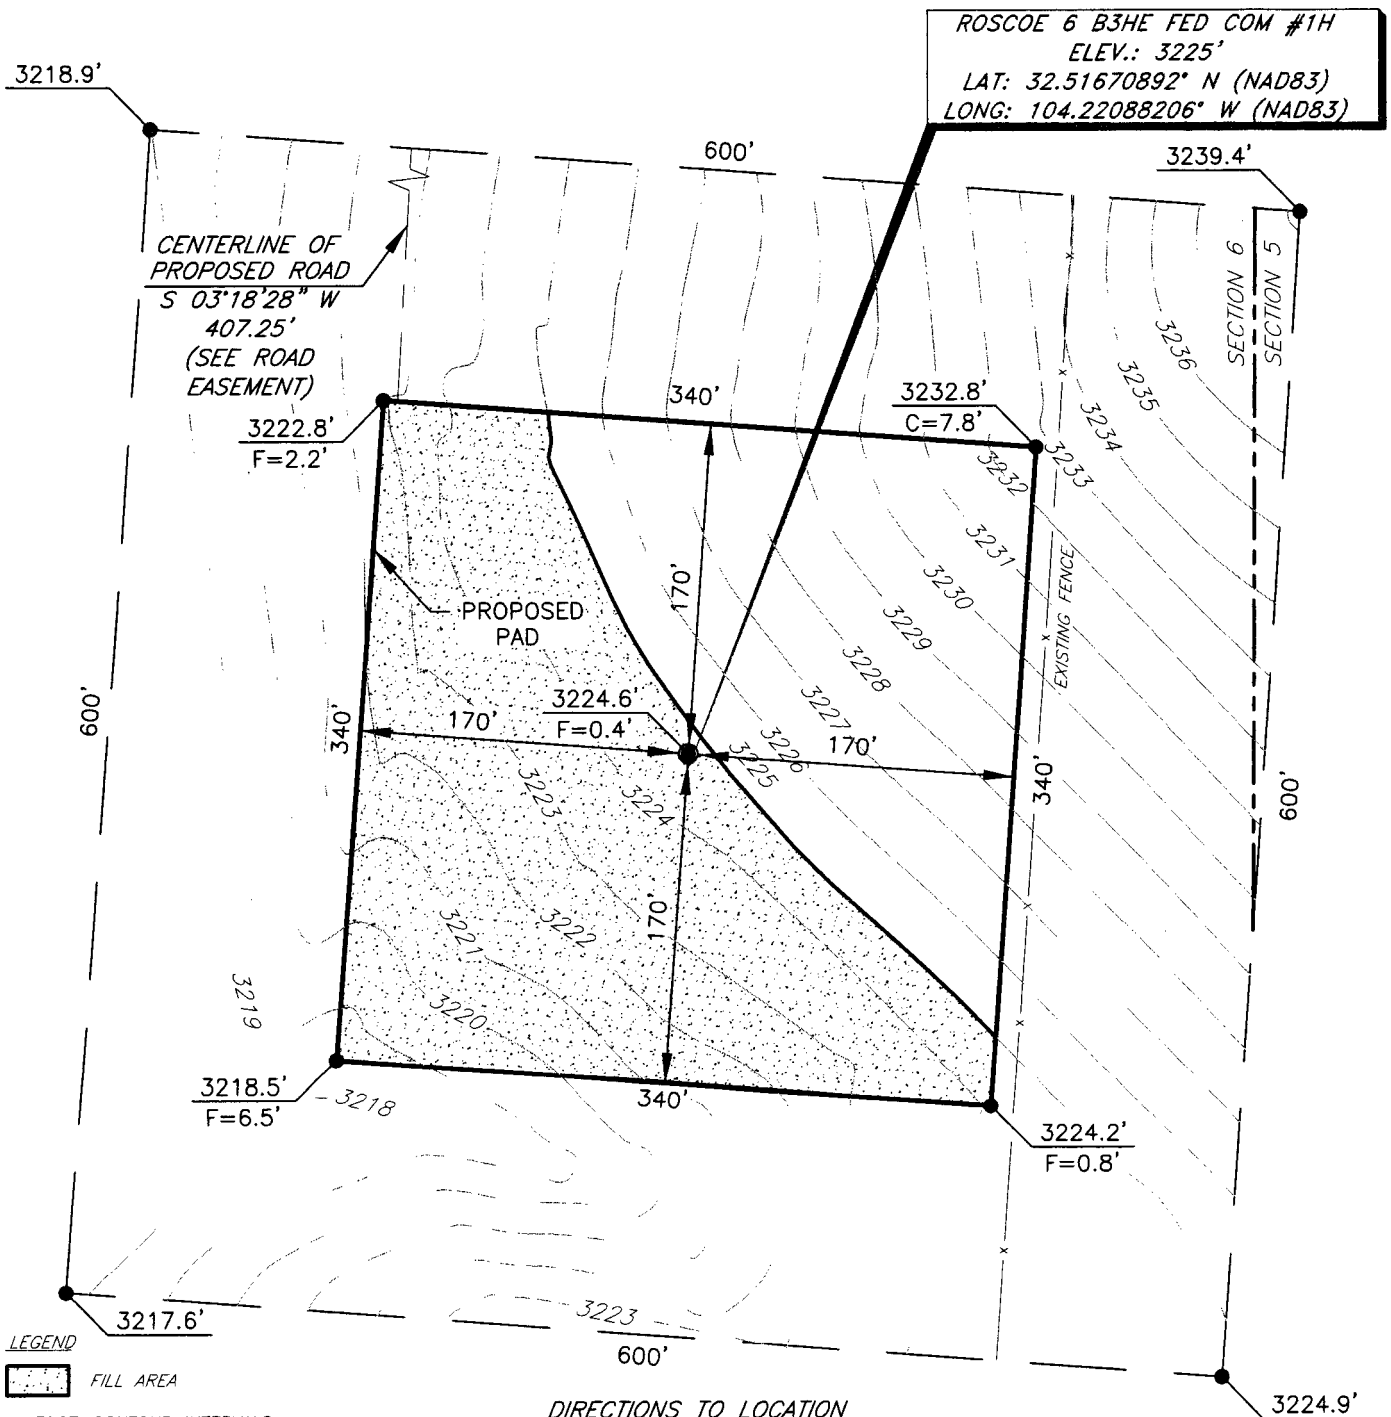 ROSCOE 6 B3HE FED COM #1H
ELEV.: 3225'
LAT: 32.51670892° N (NAD83)
LONG: 104.22088206° W (NAD83)
3218.9'
600'
3239.4'
CENTERLINE OF
PROPOSED ROAD
S 03°18'28" W
407.25'
(SEE ROAD
EASEMENT)
SECTION 6
SECTION 5
3236
3235
3234
3233
3232
3231
3230
3229
3228
3227
3226
3225
3224
3223
3222
3221
3220
3219
3218
3222.8'
F=2.2'
340'
3232.8'
C=7.8'
170'
EXISTING FENCE
PROPOSED
PAD
3224.6'
F=0.4'
170'
170'
600'
340'
340'
600'
170'
3218.5'
F=6.5'
340'
3224.2'
F=0.8'
3217.6'
3223
600'
3224.9'
LEGEND
FILL AREA
DIRECTIONS TO LOCATION